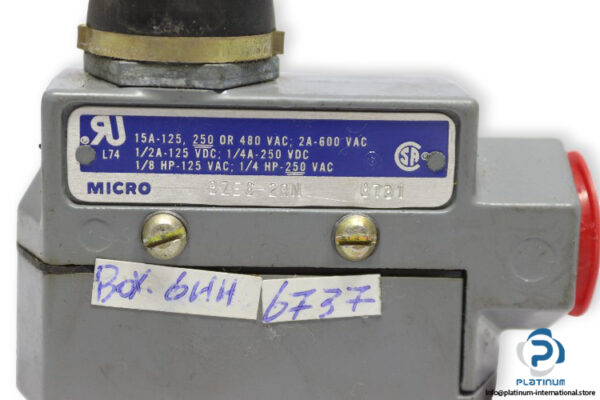 15A-125, 250 OR 480 VAC; 2A-600 VAC
L74
1/2A-125 VDC; 1/4A-250 VDC
1/8 HP-125 VAC; 1/4 HP-250 VAC
MICRO
Box. 6HH
6737
PLATINUM
info@platinum-international.store